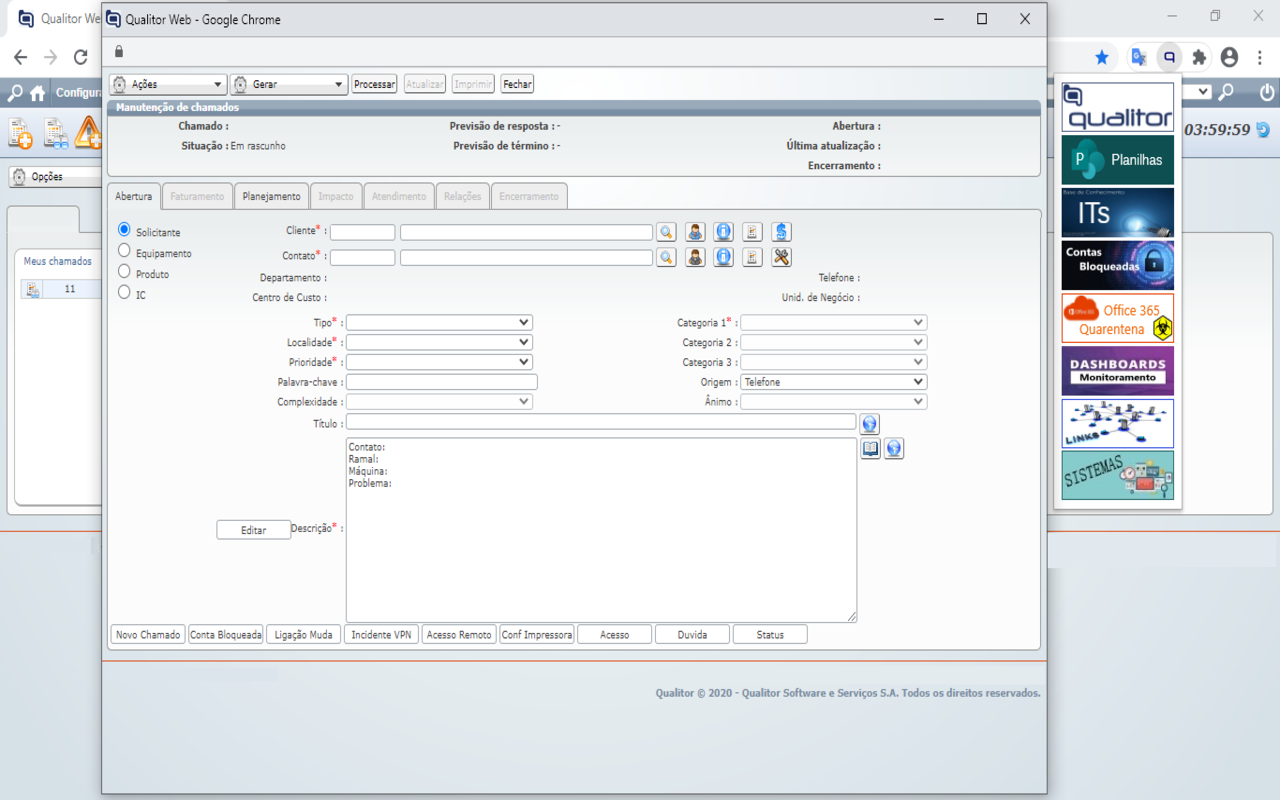 Qualitor We
Qualitor Web - Google Chrome
Ações
Gerar
Processar
Atualizar
Imprimir
Fechar
Configura
Manutenção de chamados
Chamado :
Previsão de resposta : -
Abertura :
Situação : Em rascunho
Previsão de término : -
Última atualização :
Encerramento :
03:59:59
Opções
Abertura
Faturamento
Planejamento
Impacto
Atendimento
Relações
Encerramento
Meus chamados
11
Solicitante
Equipamento
Produto
IC
Cliente* :
Contato* :
Departamento :
Telefone :
Centro de Custo :
Unid. de Negócio :
Tipo* :
Categoria 1* :
Localidade* :
Categoria 2 :
Prioridade* :
Categoria 3 :
Palavra-chave :
Origem : Telefone
Complexidade :
Ânimo :
Título :
Contato:
Ramal:
Máquina:
Problema:
Editar
Descrição* :
Novo Chamado
Conta Bloqueada
Ligação Muda
Incidente VPN
Acesso Remoto
Conf Impressora
Acesso
Duvida
Status
Qualitor © 2020 - Qualitor Software e Serviços S.A. Todos os direitos reservados.
qualitor
P
Planilhas
Base de Conhecimento
ITs
Contas
Bloqueadas
Office 365
Office 365
Quarentena
DASHBOARDS
Monitoramento
LINKS
SISTEMAS